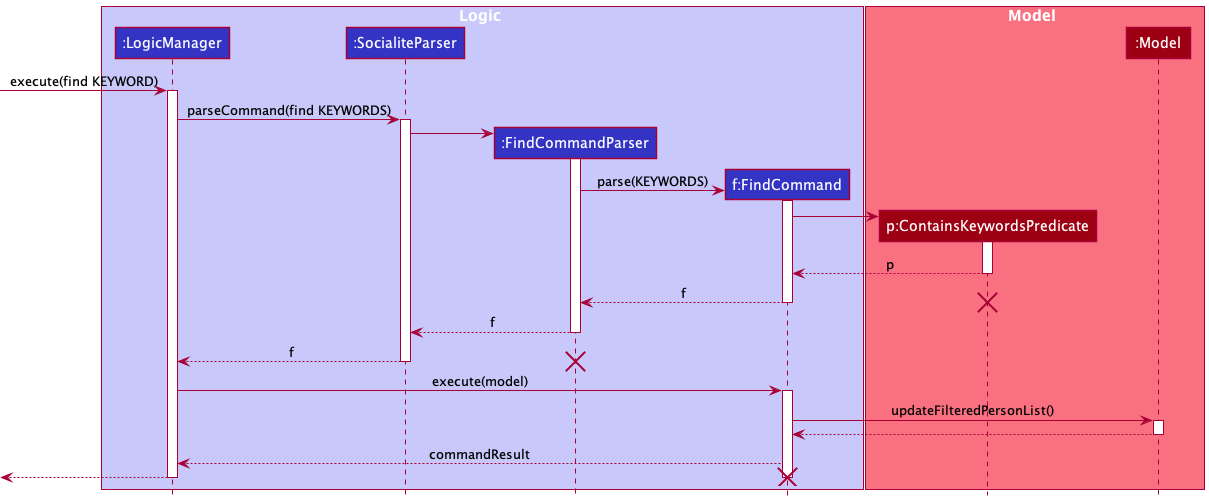 Logic
Model
:LogicManager
:SocialiteParser
:Model
execute(find KEYWORD)
parseCommand(find KEYWORDS)
:FindCommandParser
parse(KEYWORDS)
f:FindCommand
p:ContainsKeywordsPredicate
p
f
f
f
execute(model)
updateFilteredPersonList()
commandResult